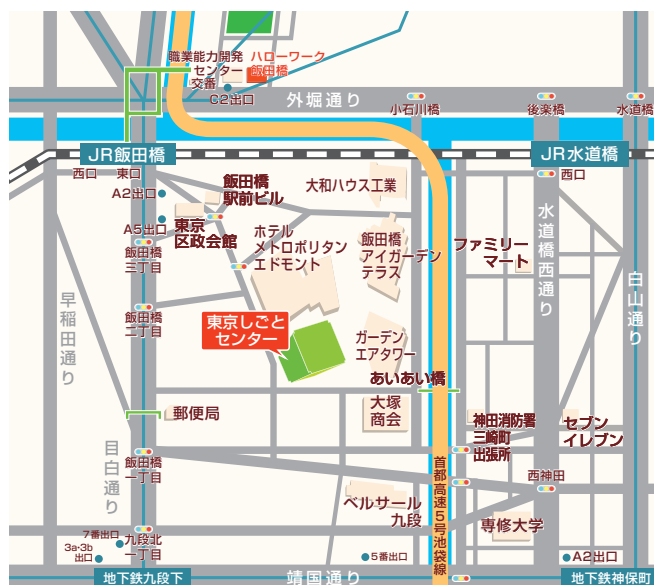 職業能力開発
センター
交番
ハローワーク
飯田橋
C2出口
外堀通り
小石川橋
後楽橋
水道橋
JR飯田橋
JR水道橋
西口
東口
西口
A2出口
飯田橋
駅前ビル
大和ハウス工業
A5出口
東京
区政会館
ホテル
メトロポリタン
エドモント
飯田橋
アイガーデン
テラス
ファミリー
マート
水道橋西通り
白山通り
飯田橋
三丁目
早稲田通り
飯田橋
二丁目
東京しごと
センター
ガーデン
エアタワー
あいあい橋
大塚
商会
郵便局
神田消防署
三崎町
出張所
セブン
イレブン
目白通り
飯田橋
一丁目
首都高速5号池袋線
西神田
ベルサール
九段
専修大学
7番出口
3a・3b
出口
九段北
一丁目
5番出口
A2出口
地下鉄九段下
靖国通り
地下鉄神保町